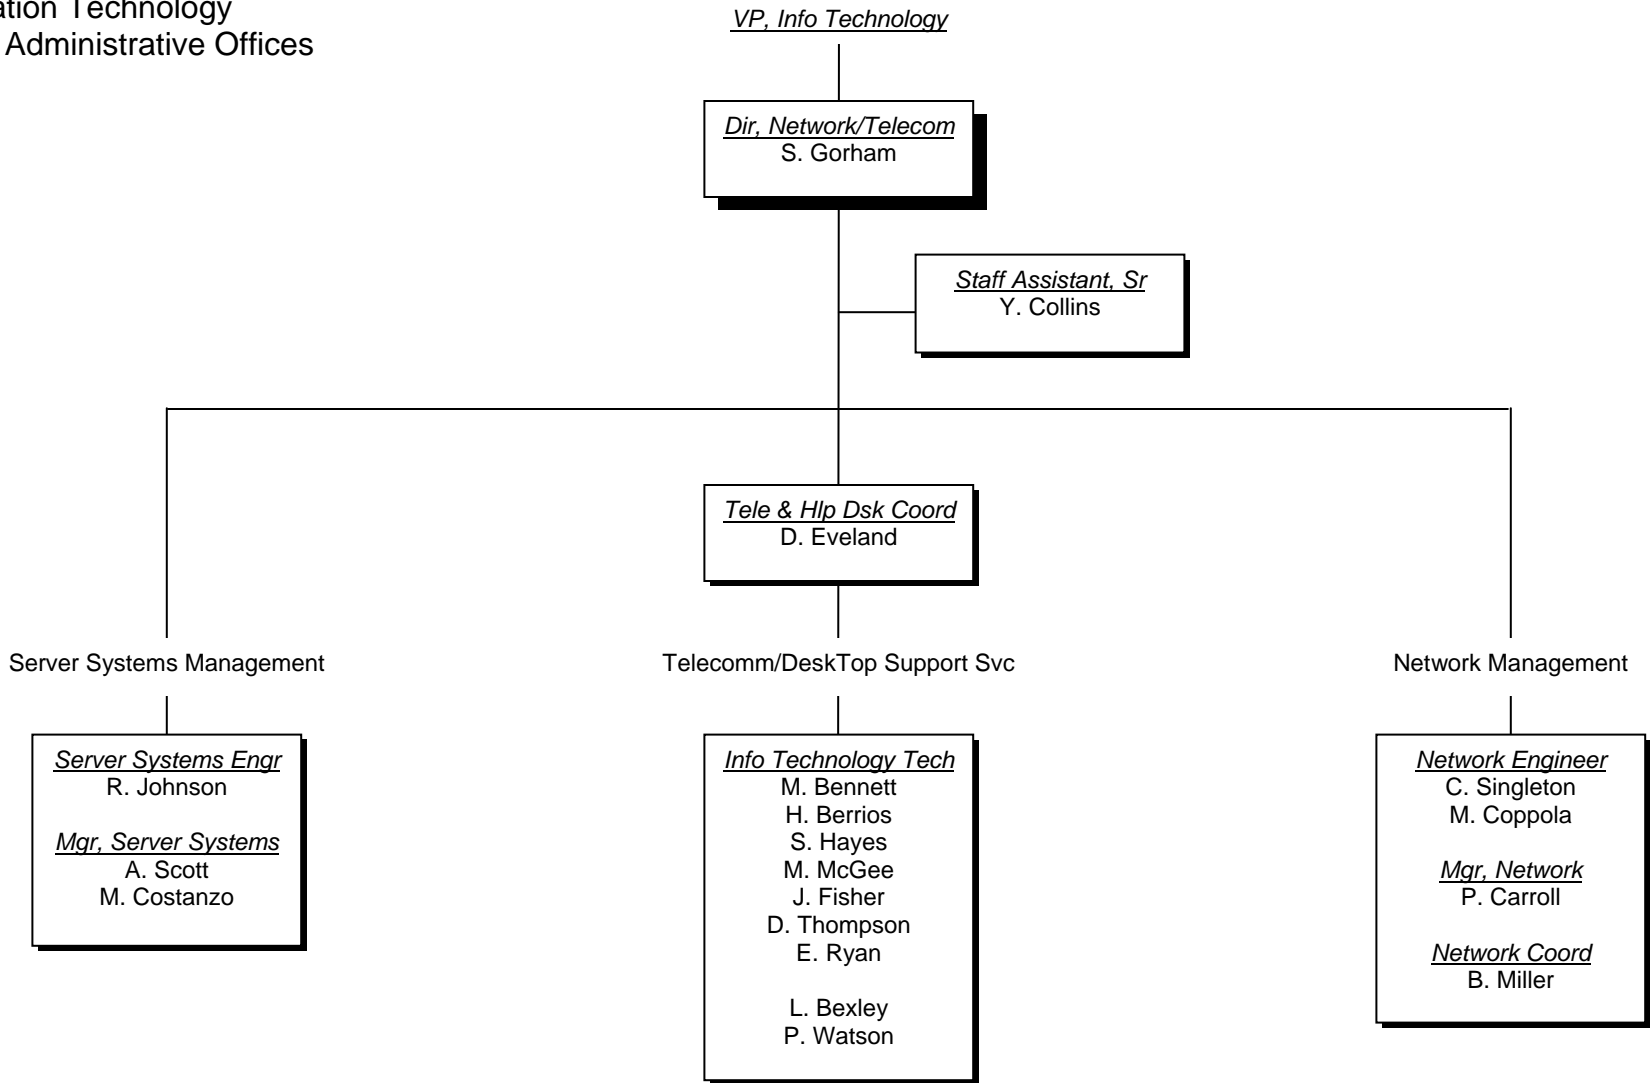 Technology
Administrative Offices
VP, Info Technology
Dir, Network/Telecom
S. Gorham
Staff Assistant, Sr
Y. Collins
Tele & Hlp Dsk Coord
D. Eveland
Server Systems Management
Telecomm/DeskTop Support Svc
Network Management
Server Systems Engr
R. Johnson
Mgr, Server Systems
A. Scott
M. Costanzo
Info Technology Tech
M. Bennett
H. Berrios
S. Hayes
M. McGee
J. Fisher
D. Thompson
E. Ryan
L. Bexley
P. Watson
Network Engineer
C. Singleton
M. Coppola
Mgr, Network
P. Carroll
Network Coord
B. Miller